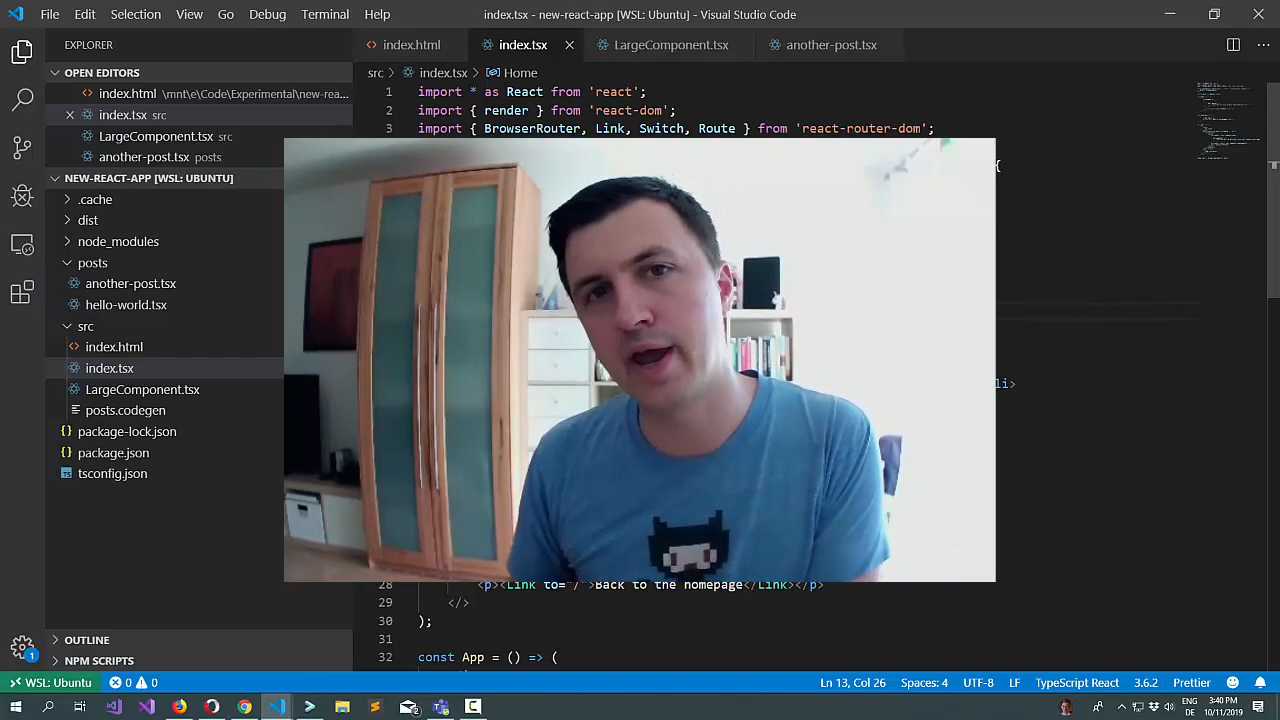 File Edit Selection View Go Debug Terminal Help
index.tsx - new-react-app [WSL: Ubuntu] - Visual Studio Code
EXPLORER
OPEN EDITORS
index.html \mnt\e\Code\Experimental\new-rea...
index.tsx src
LargeComponent.tsx src
another-post.tsx posts
NEW-REACT-APP [WSL: UBUNTU]
.cache
dist
node_modules
posts
another-post.tsx
hello-world.tsx
src
index.html
index.tsx
LargeComponent.tsx
posts.codegen
package-lock.json
package.json
tsconfig.json
OUTLINE
NPM SCRIPTS
index.html index.tsx LargeComponent.tsx another-post.tsx
src > index.tsx > Home
1 import * as React from 'react';
2 import { render } from 'react-dom';
3 import { BrowserRouter, Link, Switch, Route } from 'react-router-dom';
{
li>
28 <p><Link to="/">Back to the homepage</Link></p>
29 </>
30 );
31
32 const App = () => (
WSL: Ubuntu 0 0 Ln 13, Col 26 Spaces: 4 UTF-8 LF TypeScript React 3.6.2 Prettier
1
ENG 3:40 PM
DE 10/11/2019